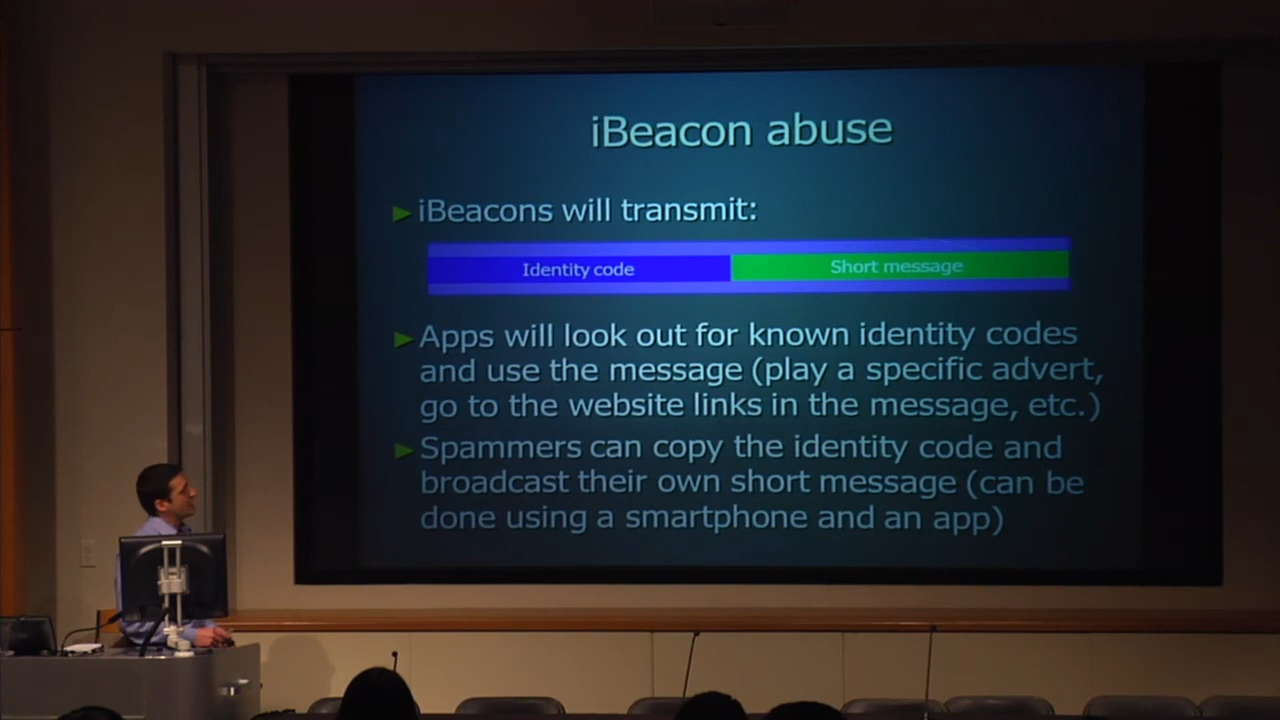 iBeacon abuse
iBeacons will transmit:
Identity code
Short message
Apps will look out for known identity codes
and use the message (play a specific advert,
go to the website links in the message, etc.)
Spammers can copy the identity code and
broadcast their own short message (can be
done using a smartphone and an app)